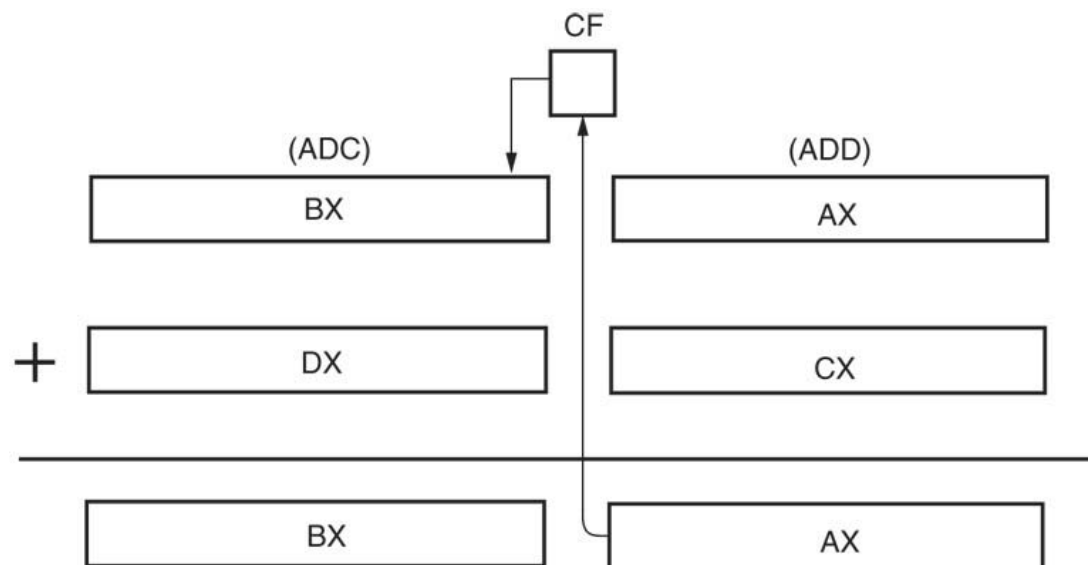 CF
(ADC) (ADD)
BX AX
+ DX CX
BX AX